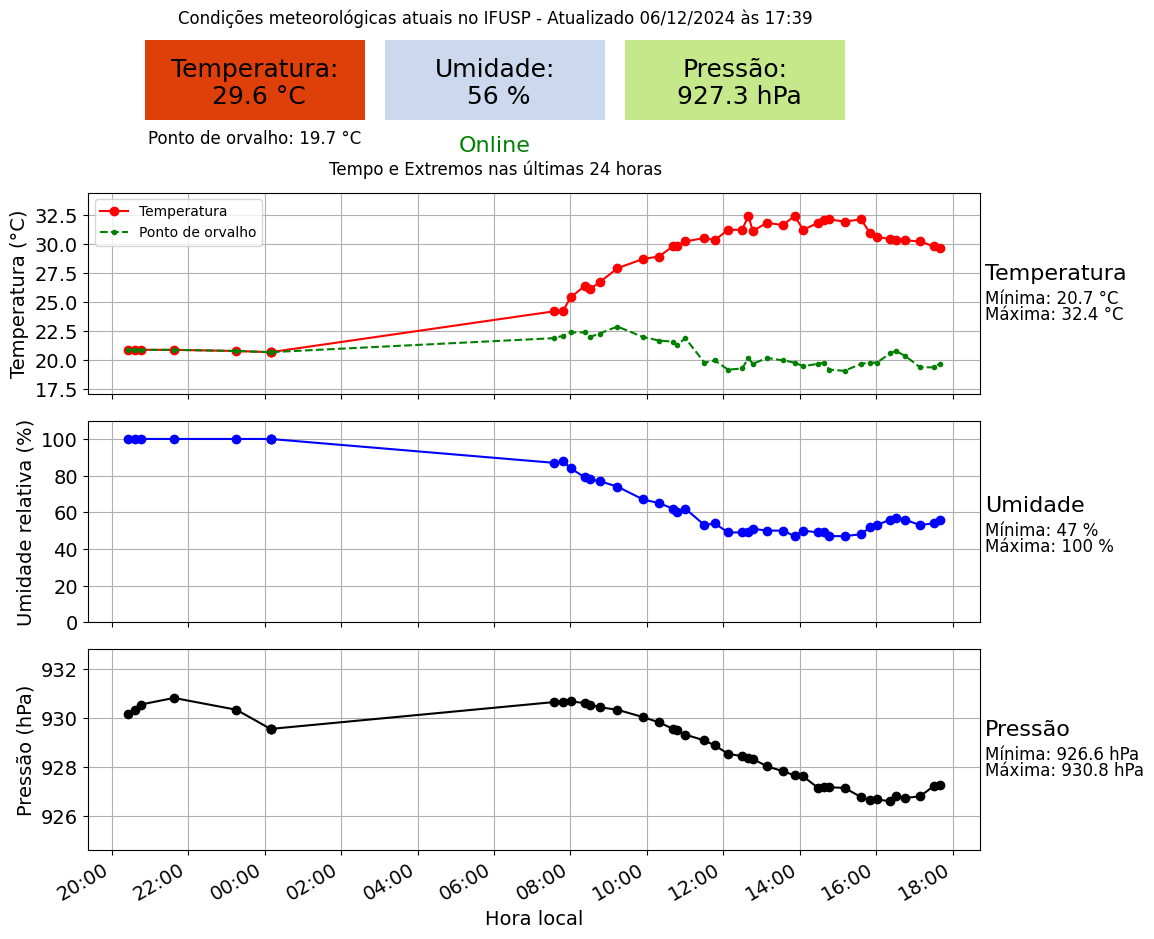 Condições meteorológicas atuais no IFUSP - Atualizado 06/12/2024 às 17:39
Temperatura:
29.6 °C
Umidade:
56 %
Pressão:
927.3 hPa
Ponto de orvalho: 19.7 °C
Online
Tempo e Extremos nas últimas 24 horas
Temperatura (°C)
32.5
30.0
27.5
25.0
22.5
20.0
17.5
Temperatura
Ponto de orvalho
Temperatura
Mínima: 20.7 °C
Máxima: 32.4 °C
Umidade relativa (%)
100
80
60
40
20
0
Umidade
Mínima: 47 %
Máxima: 100 %
Pressão (hPa)
932
930
928
926
Pressão
Mínima: 926.6 hPa
Máxima: 930.8 hPa
20:00 22:00 00:00 02:00 04:00 06:00 08:00 10:00 12:00 14:00 16:00 18:00
Hora local